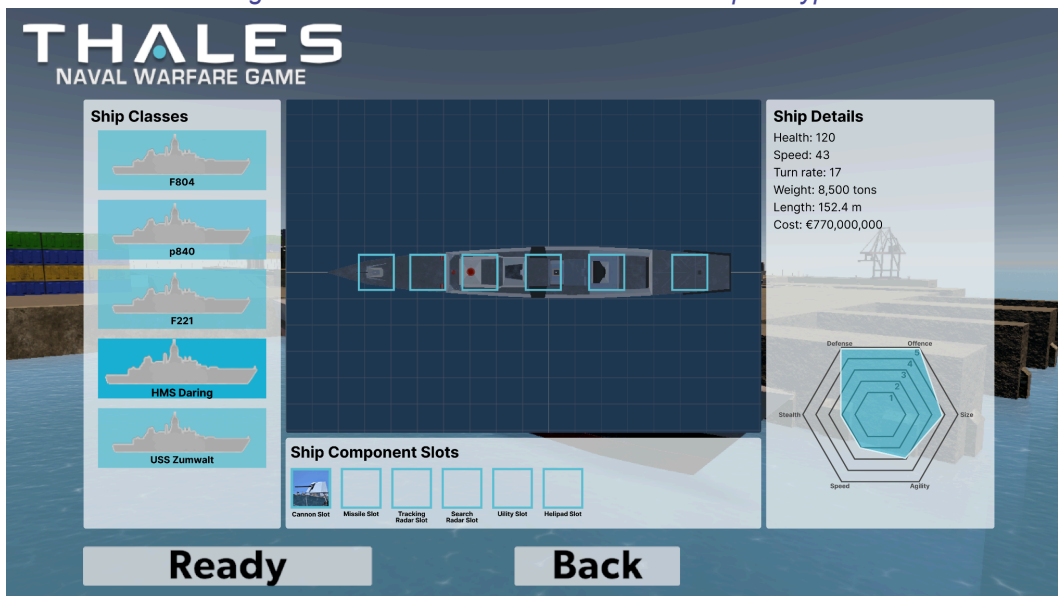 THALES
NAVAL WARFARE GAME
Ship Classes
F804
p840
F221
HMS Daring
USS Zumwalt
Ship Details
Health: 120
Speed: 43
Turn rate: 17
Weight: 8,500 tons
Length: 152.4 m
Cost: €770,000,000
Defense
Offence
5
4
3
2
1
Stealth
Size
Speed
Agility
Ship Component Slots
Cannon Slot
Missile Slot
Tracking
Radar Slot
Search
Radar Slot
Uility Slot
Helipad Slot
Ready
Back